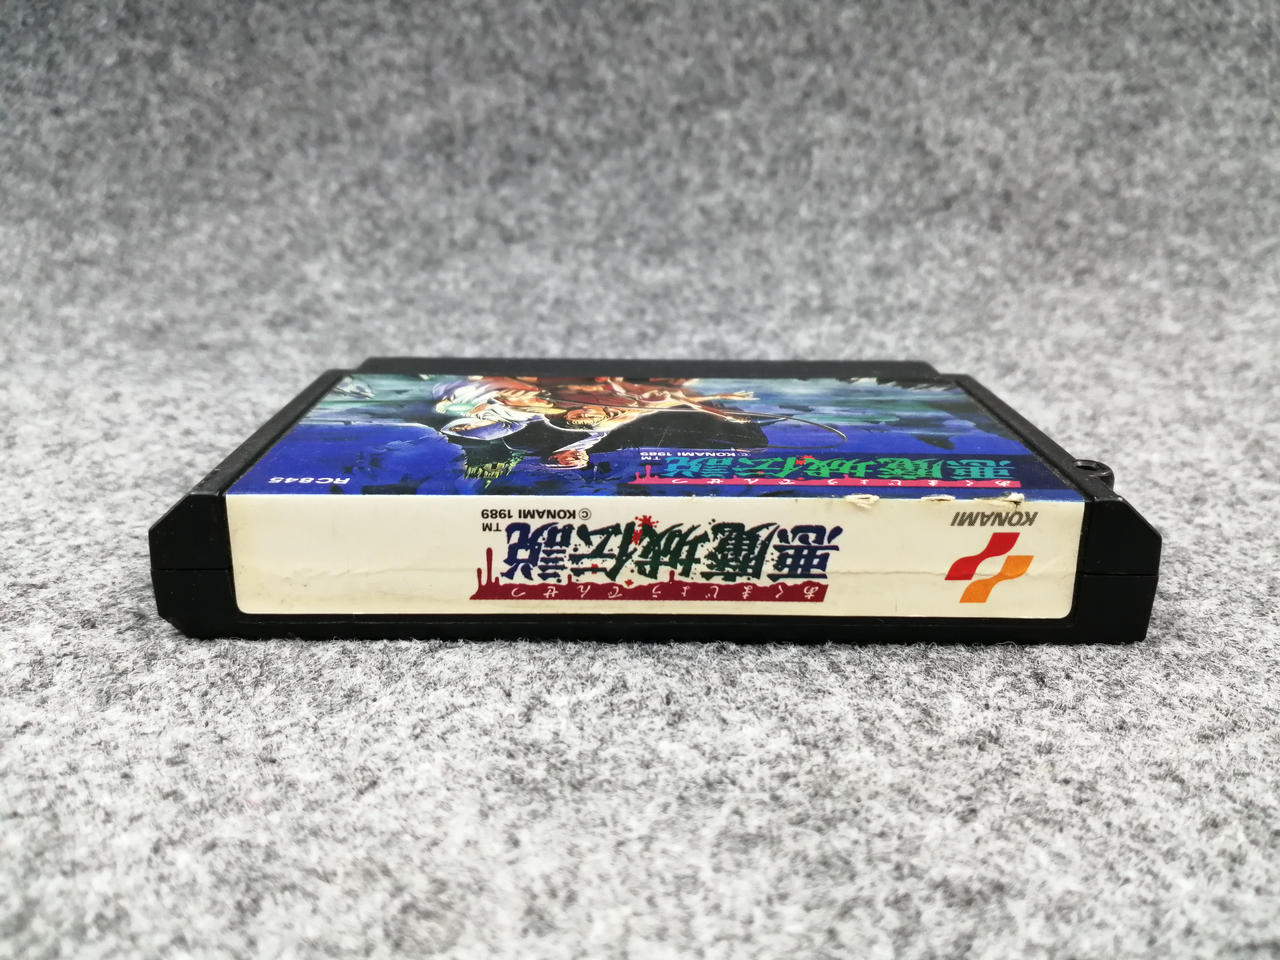 RC845
あくまじょうでんせつ
悪魔城伝説
TM
©KONAMI 1989
KONAMI
あくまじょうでんせつ
悪魔城伝説
TM
© KONAMI 1989